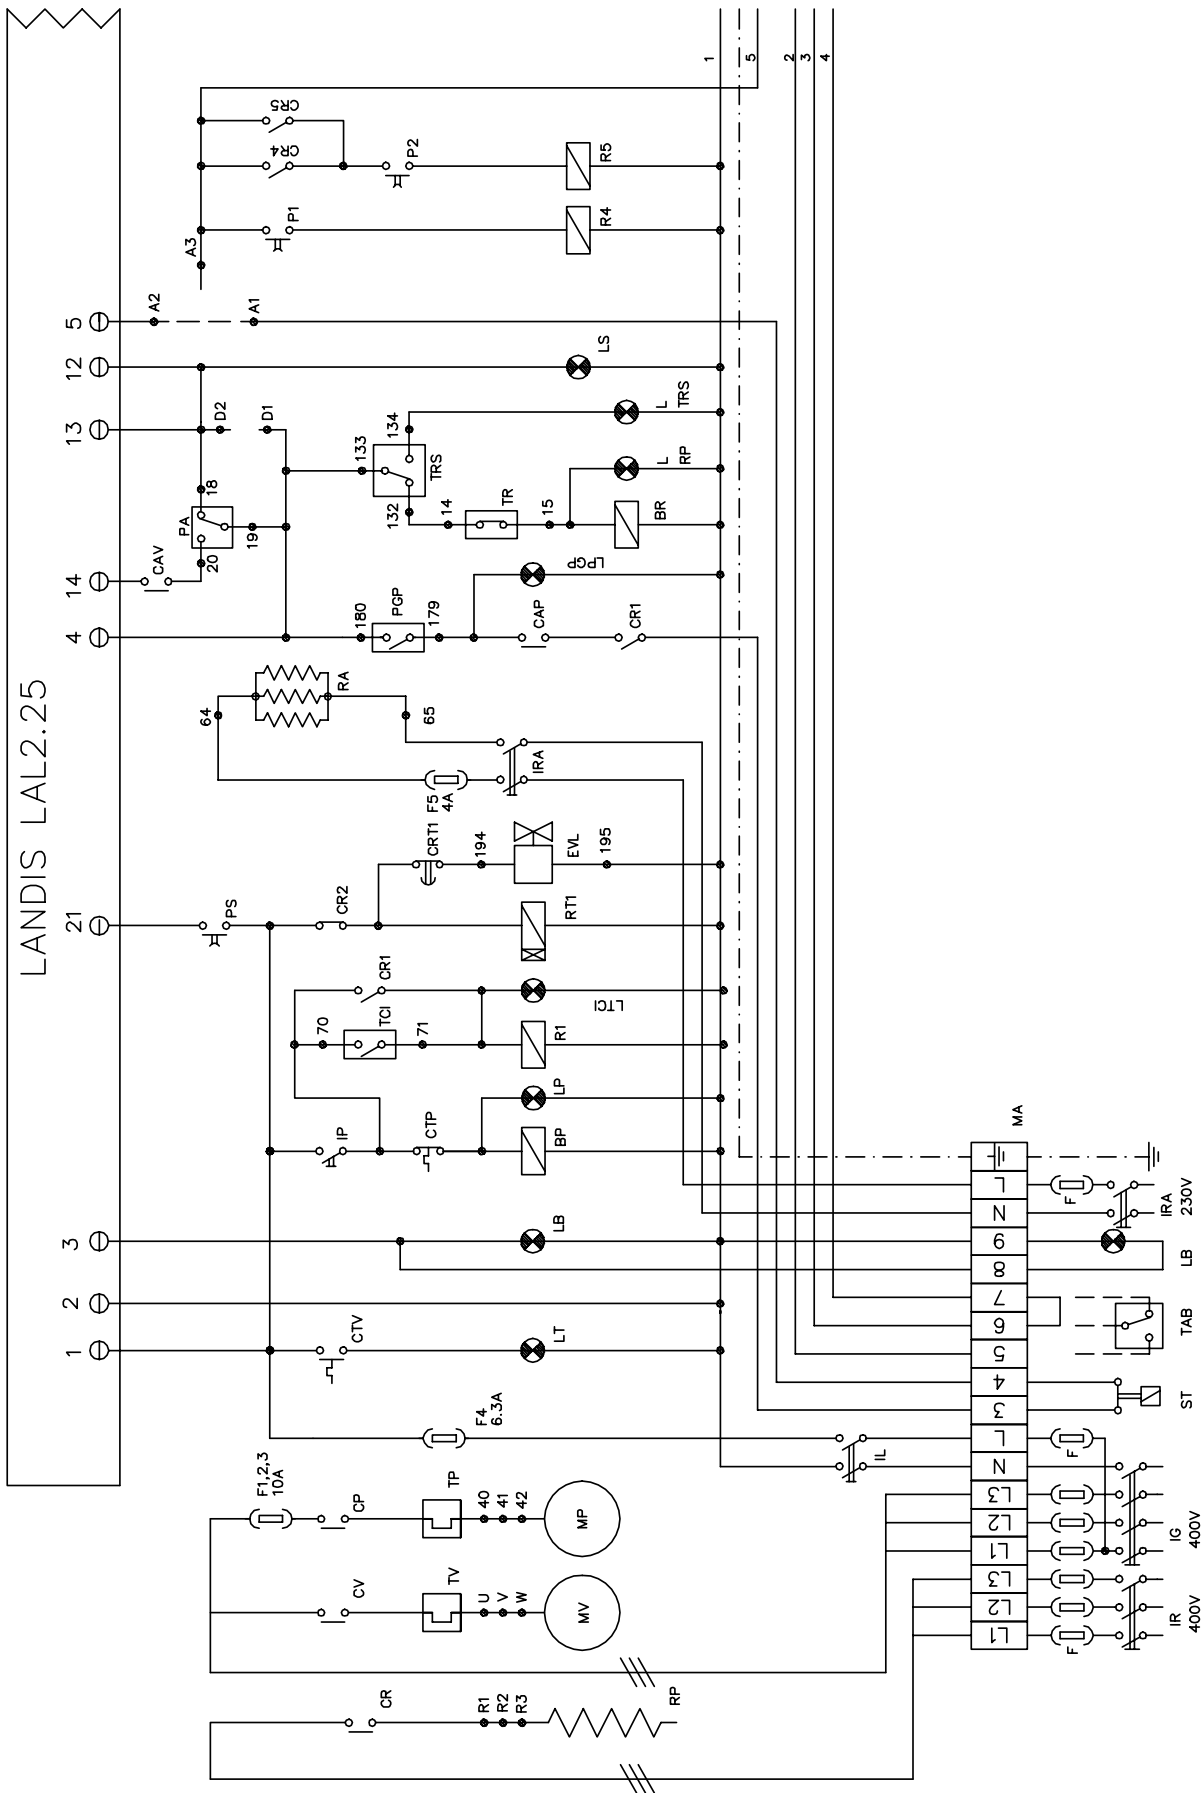 LANDIS LAL2.25
1
2
3
21
4
14
13
12
5
A2
A1
A3
CR5
CR4
P2
P1
R5
R4
1
5
2
3
4
LS
D2
D1
18
PA
19
20
CAV
133
134
TRS
132
L
TRS
L
RP
14
TR
15
BR
LPGP
180
PGP
179
CAP
CR1
64
RA
65
F5
4A
IRA
CRT1
194
EVL
195
PS
CR2
RT1
CR1
LTCI
70
TCI
71
R1
LP
IP
CTP
BP
LB
CTV
LT
F4
6.3A
IL
F1,2,3
10A
CP
TP
40
41
42
MP
CV
TV
U
V
W
MV
CR
R1
R2
R3
RP
MA
L
N
9
8
7
6
5
4
3
L
N
L3
L2
L1
L3
L2
L1
F
IRA
230V
LB
TAB
ST
F
IG
400V
F
IR
400V